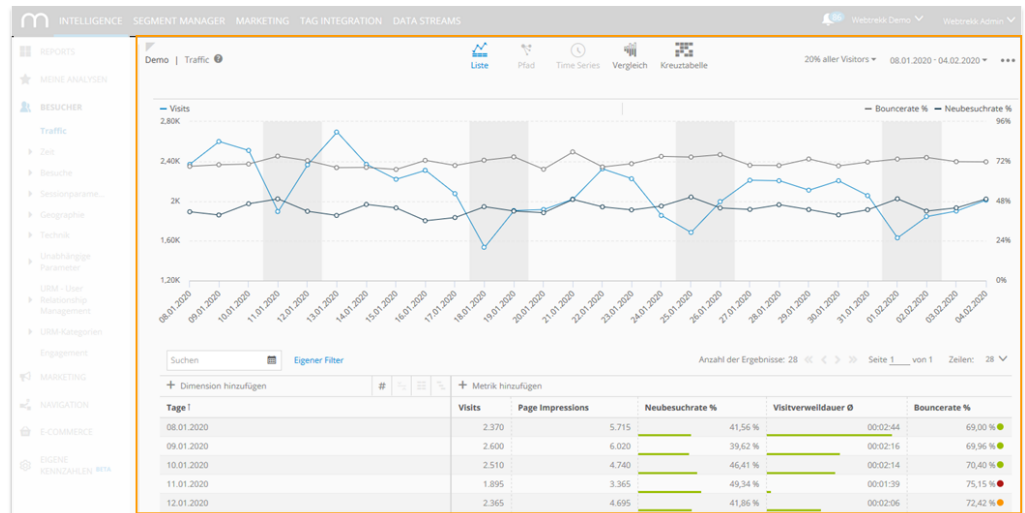 INTELLIGENCE SEGMENT MANAGER MARKETING TAG INTEGRATION DATA STREAMS 86 Webtrekk Demo Webtrekk Admin
REPORTS
MEINE ANALYSEN
BESUCHER
Traffic
Zeit
Besuche
Sessionparame...
Geographie
Technik
Unabhängige
Parameter
URM - User
Relationship
Management
URM-Kategorien
Engagement
MARKETING
NAVIGATION
E-COMMERCE
EIGENE
KENNZAHLEN BETA
Demo | Traffic ?
Liste Pfad Time Series Vergleich Kreuztabelle
20% aller Visitors 08.01.2020 - 04.02.2020
Visits Bouncerate % Neubesuchrate %
2,80K 96%
2,40K 72%
2K 48%
1,60K 24%
1,20K 0%
08.01.2020 09.01.2020 10.01.2020 11.01.2020 12.01.2020 13.01.2020 14.01.2020 15.01.2020 16.01.2020 17.01.2020 18.01.2020 19.01.2020 20.01.2020 21.01.2020 22.01.2020 23.01.2020 24.01.2020 25.01.2020 26.01.2020 27.01.2020 28.01.2020 29.01.2020 30.01.2020 31.01.2020 01.02.2020 02.02.2020 03.02.2020 04.02.2020
Suchen Eigener Filter Anzahl der Ergebnisse: 28 Seite 1 von 1 Zeilen: 28
+ Dimension hinzufügen # + Metrik hinzufügen
Tage Visits Page Impressions Neubesuchrate % Visitverweildauer Ø Bouncerate %
08.01.2020 2.370 5.715 41,56 % 00:02:44 69,00 %
09.01.2020 2.600 6.020 39,62 % 00:02:16 69,96 %
10.01.2020 2.510 4.740 46,41 % 00:02:14 70,40 %
11.01.2020 1.895 3.365 49,34 % 00:01:39 75,15 %
12.01.2020 2.365 4.695 41,86 % 00:02:06 72,42 %